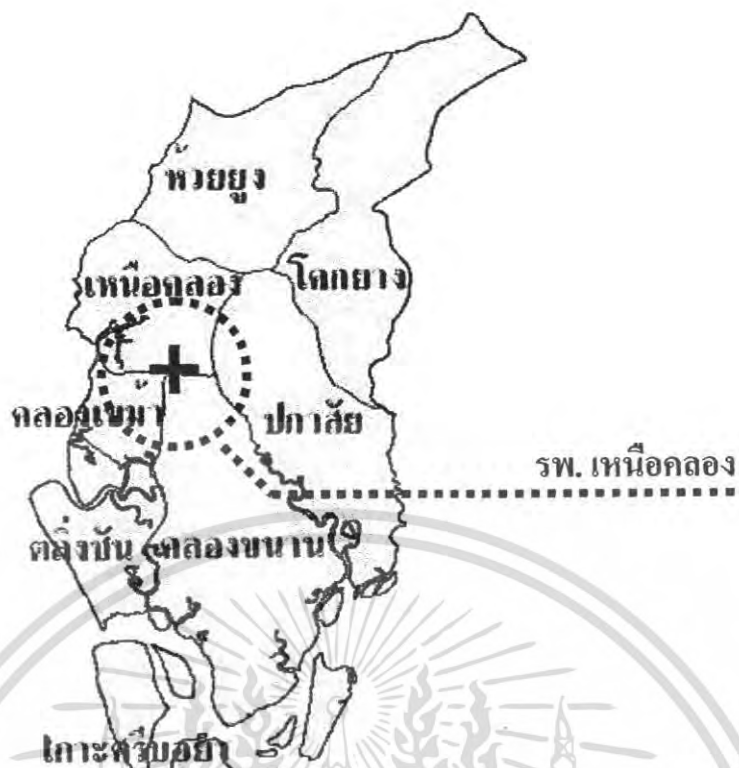 ห้วยยูง
เหนือคลอง
โคกยาง
คลองเขม้า
ปกาสัย
รพ. เหนือคลอง
ตลิ่งชัน
คลองขนาน
เกาะศรีบอยา